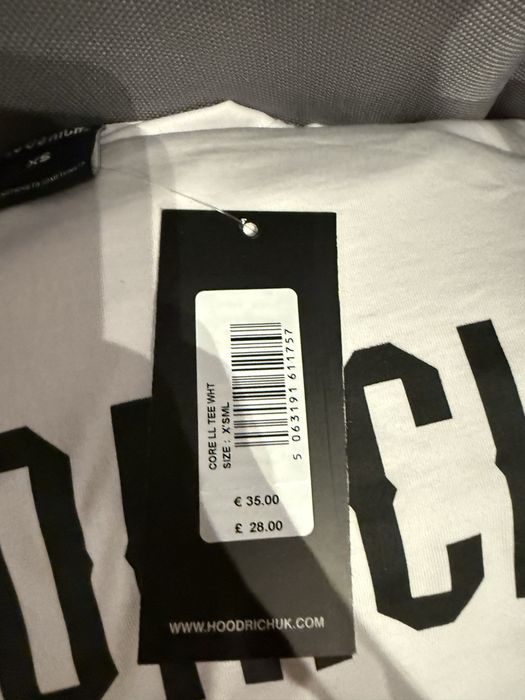 XS
CORE LL TEE WHT
SIZE : X'SML
5 063191 611757
€ 35.00
£ 28.00
WWW.HOODRICHUK.COM